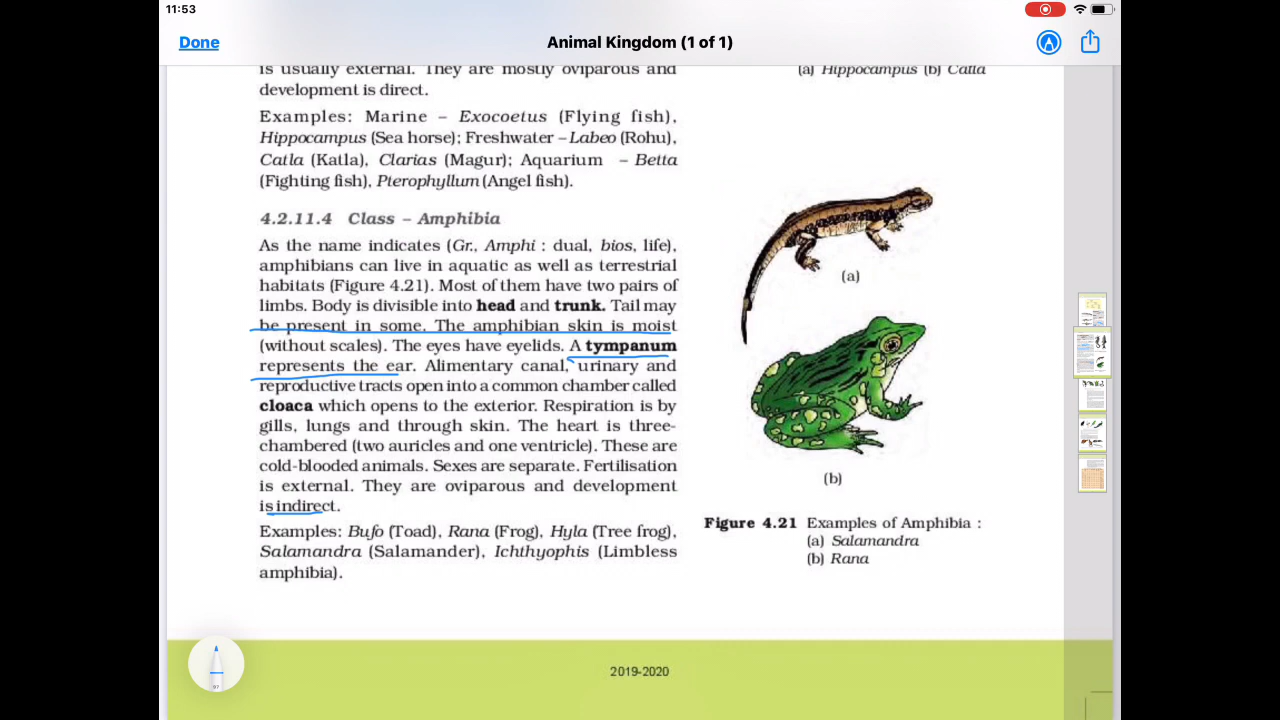 11:53
Done
Animal Kingdom (1 of 1)
is usually external. They are mostly oviparous and
development is direct.
Examples: Marine – Exocoetus (Flying fish),
Hippocampus (Sea horse); Freshwater – Labeo (Rohu),
Catla (Katla), Clarias (Magur); Aquarium – Betta
(Fighting fish), Pterophyllum (Angel fish).
4.2.11.4 Class – Amphibia
As the name indicates (Gr., Amphi : dual, bios, life),
amphibians can live in aquatic as well as terrestrial
habitats (Figure 4.21). Most of them have two pairs of
limbs. Body is divisible into head and trunk. Tail may
be present in some. The amphibian skin is moist
(without scales). The eyes have eyelids. A tympanum
represents the ear. Alimentary canal, urinary and
reproductive tracts open into a common chamber called
cloaca which opens to the exterior. Respiration is by
gills, lungs and through skin. The heart is three-
chambered (two auricles and one ventricle). These are
cold-blooded animals. Sexes are separate. Fertilisation
is external. They are oviparous and development
is indirect.
Examples: Bufo (Toad), Rana (Frog), Hyla (Tree frog),
Salamandra (Salamander), Ichthyophis (Limbless
amphibia).
(a) Hippocampus (b) Catla
(a)
(b)
Figure 4.21 Examples of Amphibia :
(a) Salamandra
(b) Rana
2019-2020